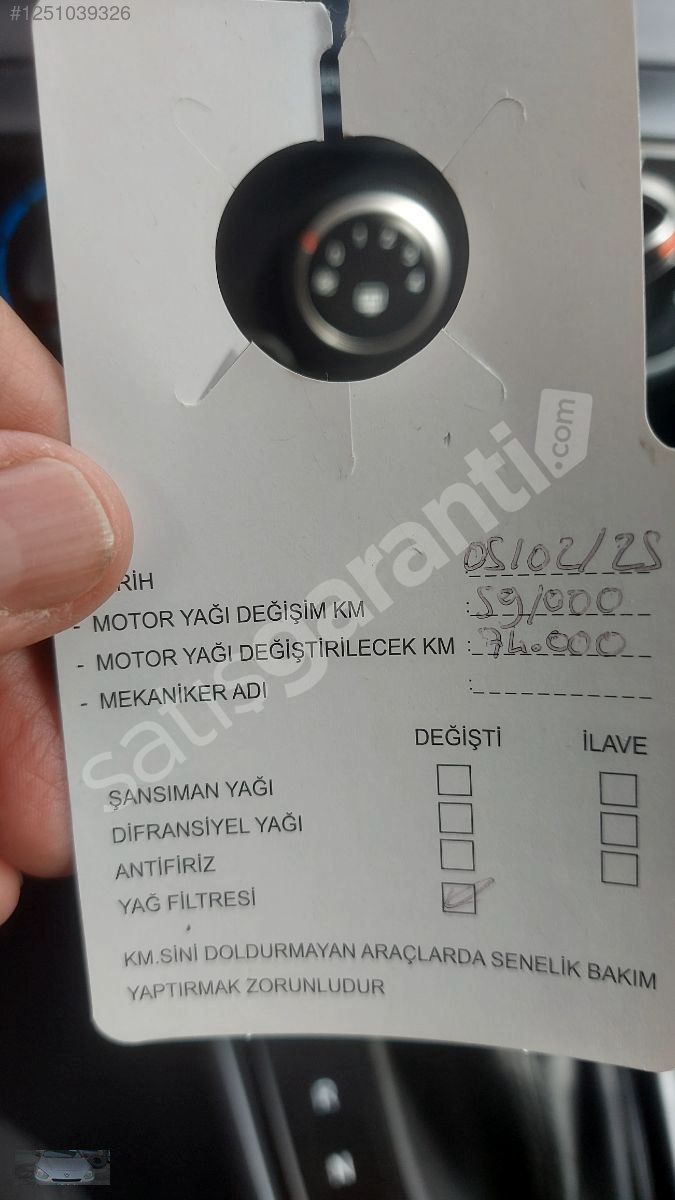 #1251039326
RİH 05/02/25
- MOTOR YAĞI DEĞİŞİM KM : 59/000
- MOTOR YAĞI DEĞİŞTİRİLECEK KM : 74.000
- MEKANİKER ADI :
DEĞİŞTİ İLAVE
ŞANSIMAN YAĞI
DİFRANSİYEL YAĞI
ANTİFİRİZ
YAĞ FİLTRESİ
KM.SİNİ DOLDURMAYAN ARAÇLARDA SENELİK BAKIM
YAPTIRMAK ZORUNLUDUR
satışgaranti.com
R
N